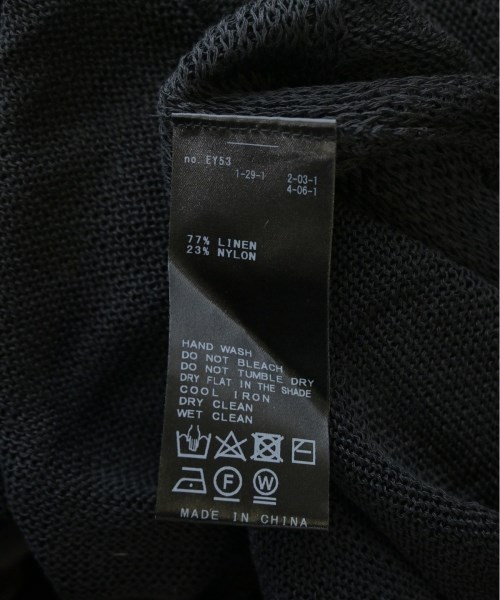 no. EY53
1-29-1 2-03-1
4-06-1
77% LINEN
23% NYLON
HAND WASH
DO NOT BLEACH
DO NOT TUMBLE DRY
DRY FLAT IN THE SHADE
COOL IRON
DRY CLEAN
WET CLEAN
F W
MADE IN CHINA